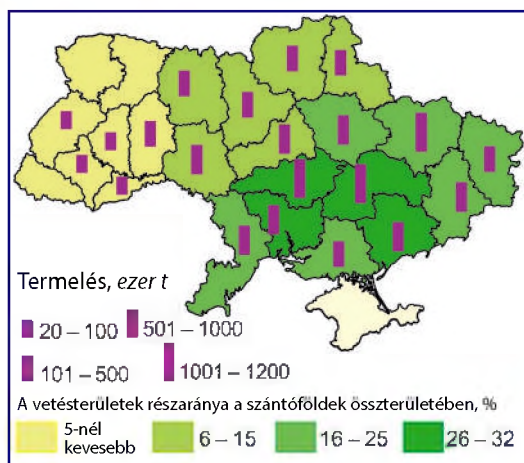 Termelés, ezer t
20 – 100
501 – 1000
101 – 500
1001 – 1200
A vetésterületek részaránya a szántóföldek összterületében, %
5-nél
kevesebb
6 – 15
16 – 25
26 – 32